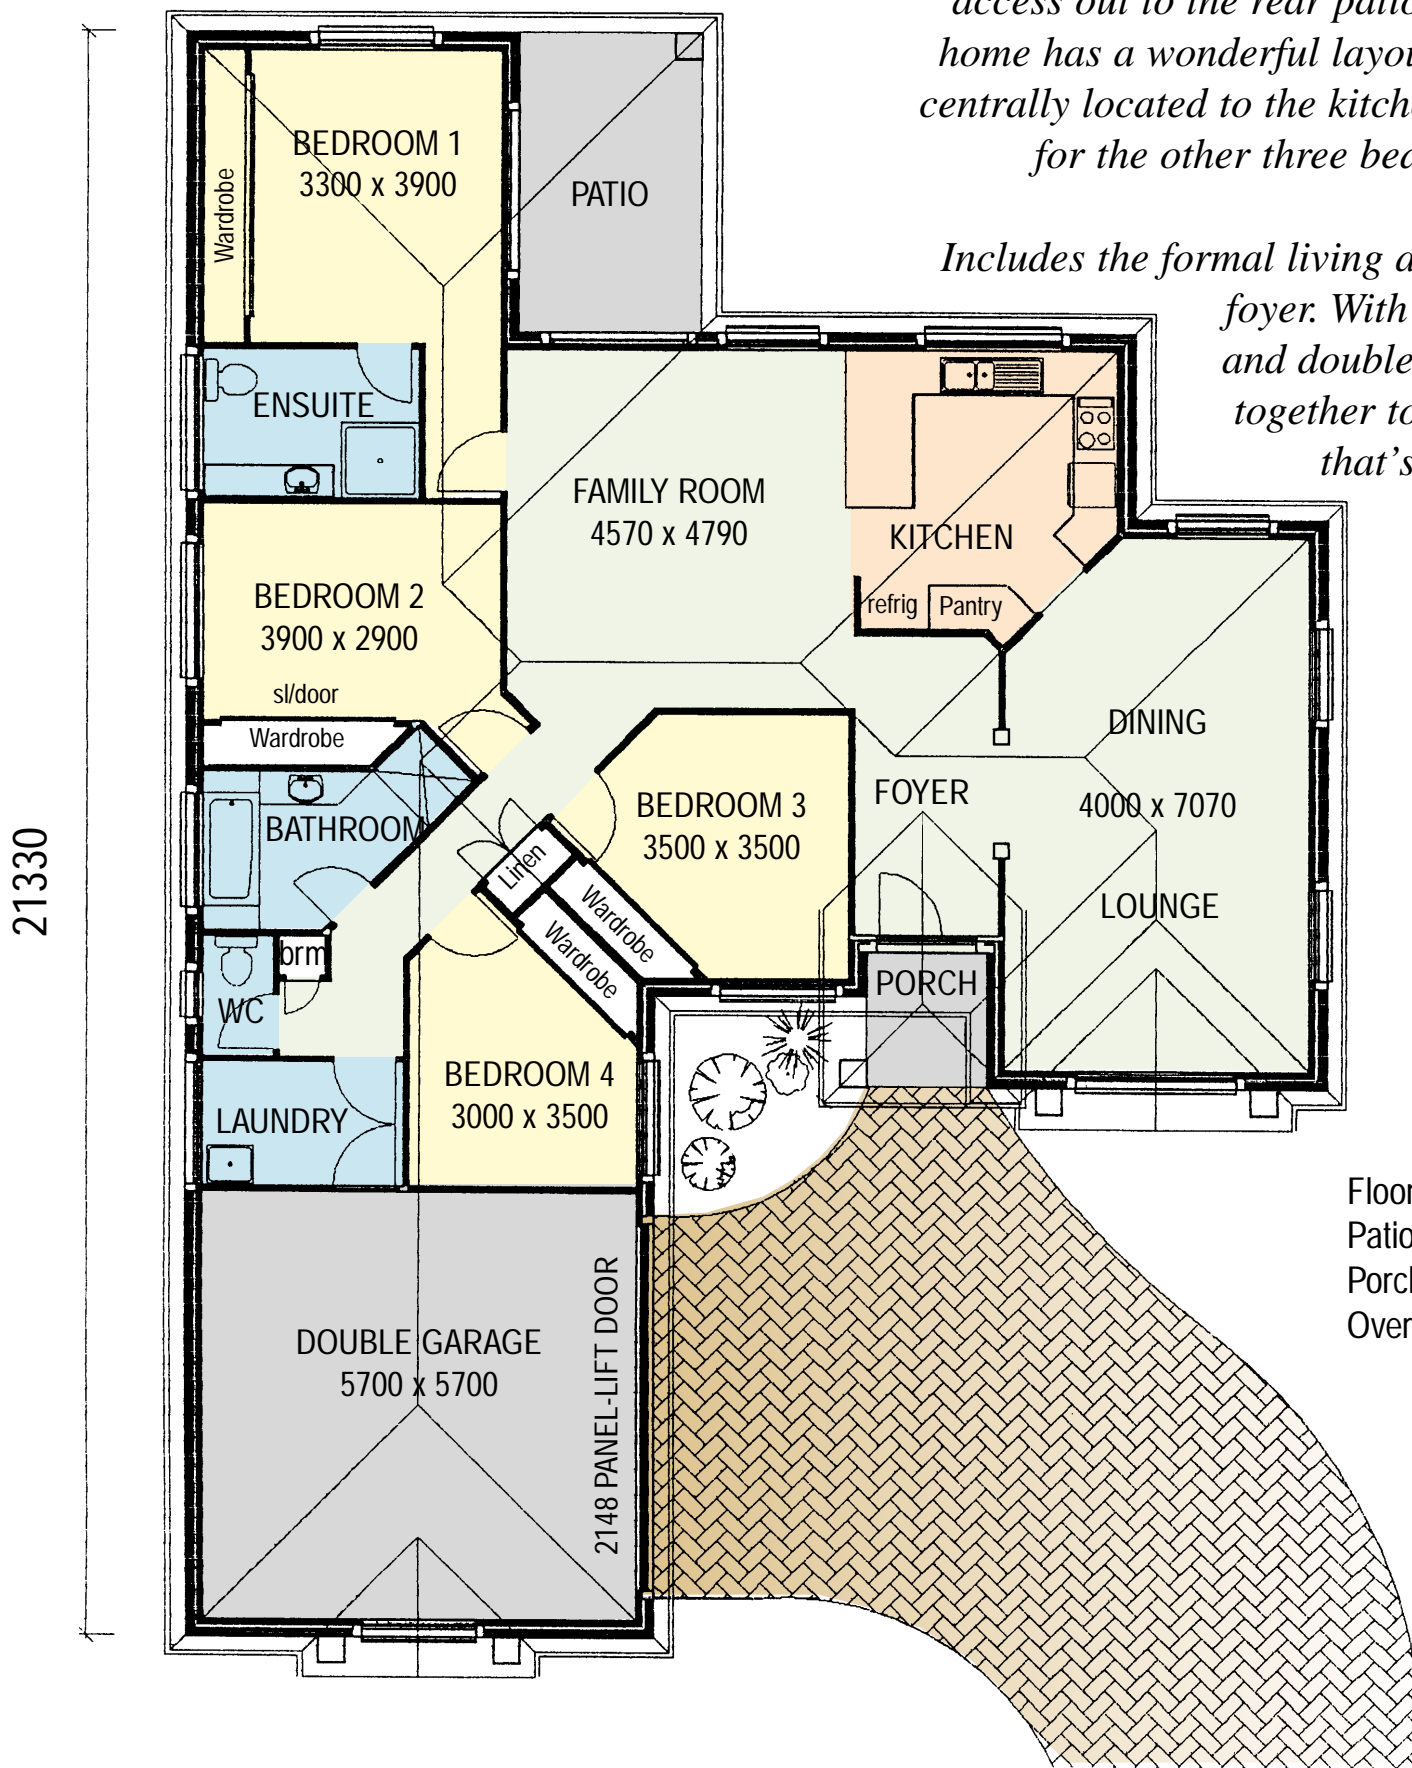 access out to the rear patio
home has a wonderful layou
centrally located to the kitch
for the other three be
Includes the formal living a
foyer. With
and double
together to
that's
BEDROOM 1
3300 x 3900
Wardrobe
PATIO
ENSUITE
FAMILY ROOM
4570 x 4790
KITCHEN
refrig
Pantry
BEDROOM 2
3900 x 2900
sl/door
Wardrobe
DINING
4000 x 7070
LOUNGE
FOYER
BEDROOM 3
3500 x 3500
BATHROOM
Linen
Wardrobe
Wardrobe
brm
WC
PORCH
BEDROOM 4
3000 x 3500
LAUNDRY
21330
DOUBLE GARAGE
5700 x 5700
2148 PANEL-LIFT DOOR
Floor
Patio
Porch
Over